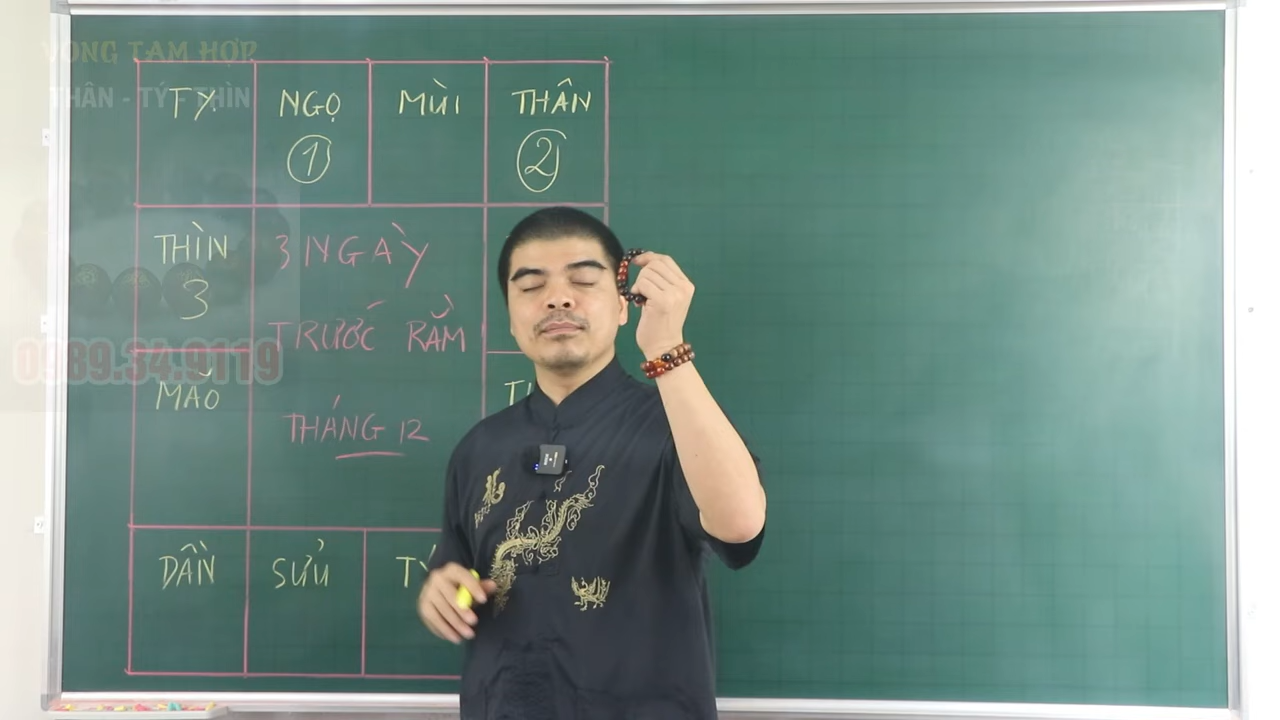 VÒNG TAM HỢP
THÂN - TÝ - THÌN
TY.
NGỌ
MÙI
THÂN
1
2
THÌN
3
3 NGÀY
TRƯỚC RẰM
0989.34.9119
MÃO
THÁNG 12
DẦN
SỬU